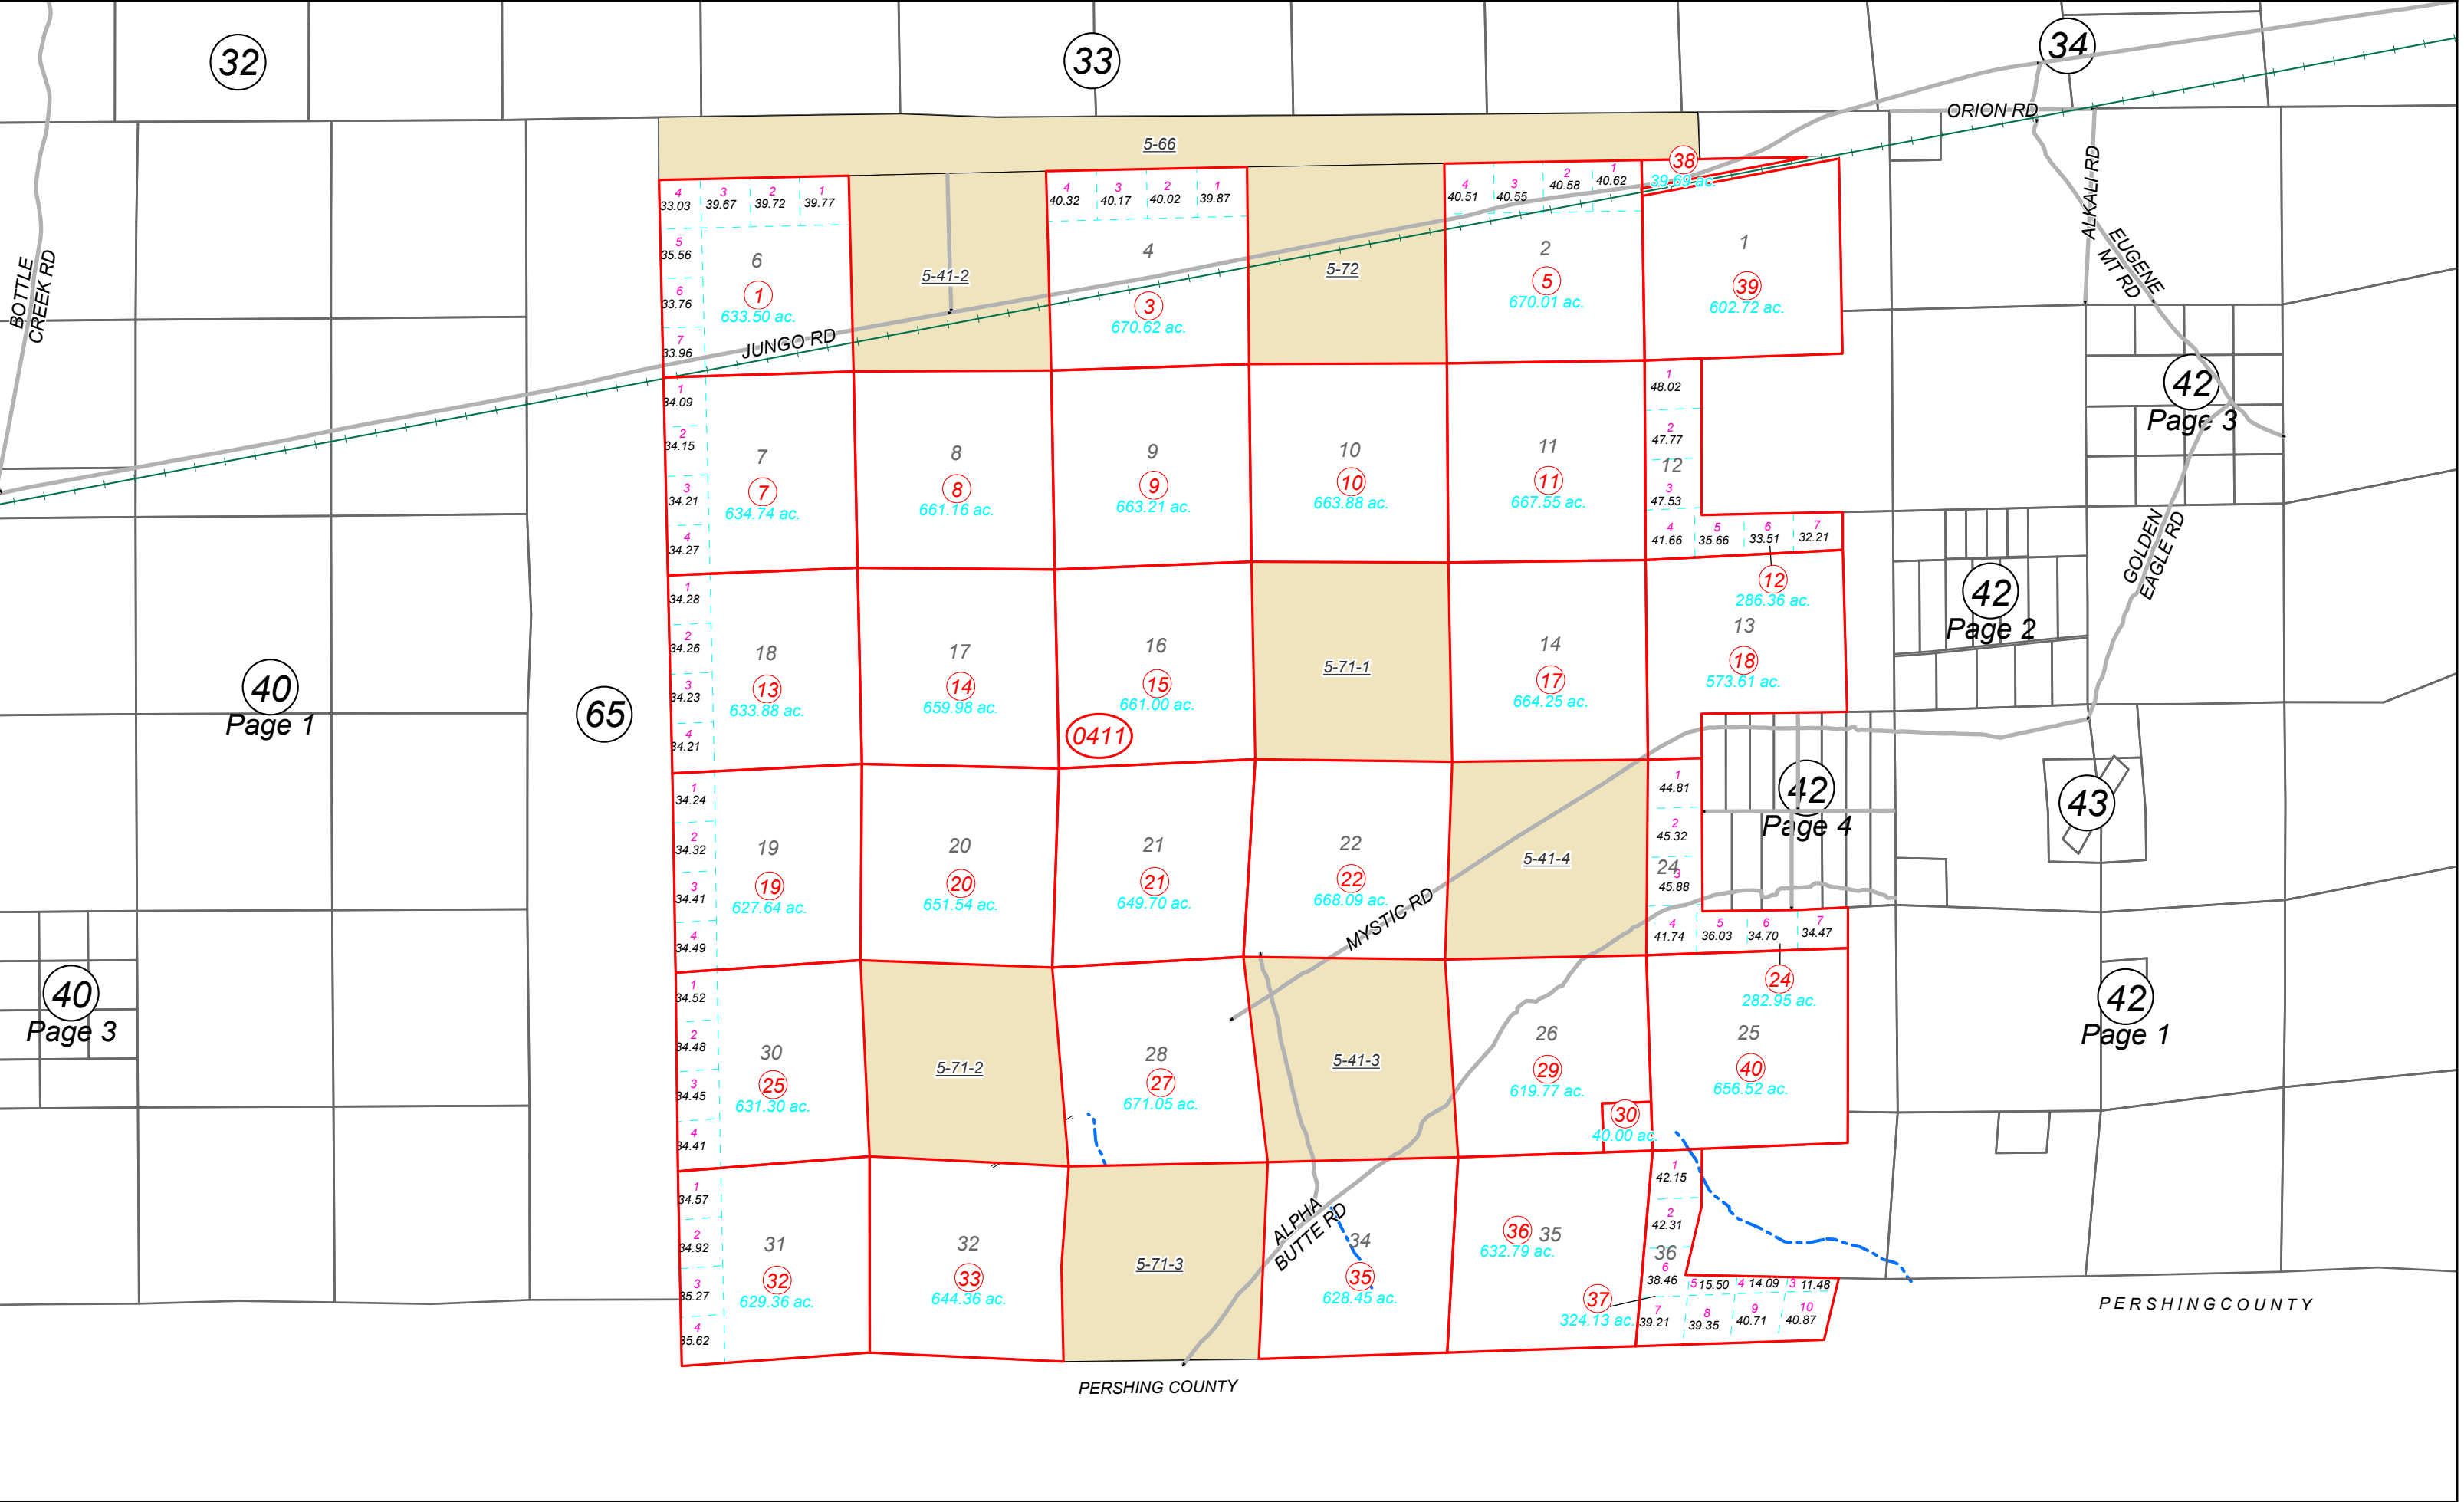 32
33
34
ORION RD
5-66
38
39.69 ac.
4 3 2 1
33.03 39.67 39.72 39.77
4 3 2 1
40.32 40.17 40.02 39.87
4 3 2 1
40.51 40.55 40.58 40.62
ALKALI RD
EUGENE
MT RD
BOTTLE
CREEK RD
5
35.56
6
33.76
7
33.96
6
1
633.50 ac.
5-41-2
4
3
670.62 ac.
5-72
2
5
670.01 ac.
1
39
602.72 ac.
JUNGO RD
42
Page 3
1
34.09
2
34.15
3
34.21
4
34.27
7
7
634.74 ac.
8
8
661.16 ac.
9
9
663.21 ac.
10
10
663.88 ac.
11
11
667.55 ac.
1
48.02
2
47.77
12
3
47.53
4 5 6 7
41.66 35.66 33.51 32.21
12
286.36 ac.
GOLDEN
EAGLE RD
42
Page 2
40
Page 1
65
1
34.28
2
34.26
3
34.23
4
34.21
18
13
633.88 ac.
17
14
659.98 ac.
16
15
661.00 ac.
0411
5-71-1
14
17
664.25 ac.
13
18
573.61 ac.
1
34.24
2
34.32
3
34.41
4
34.49
19
19
627.64 ac.
20
20
651.54 ac.
21
21
649.70 ac.
22
22
668.09 ac.
5-41-4
MYSTIC RD
1
44.81
2
45.32
24
3
45.88
4 5 6 7
41.74 36.03 34.70 34.47
24
282.95 ac.
42
Page 4
43
40
Page 3
1
34.52
2
34.48
3
34.45
4
34.41
30
25
631.30 ac.
5-71-2
28
27
671.05 ac.
5-41-3
26
29
619.77 ac.
30
40.00 ac.
25
40
656.52 ac.
42
Page 1
1
34.57
2
34.92
3
35.27
4
35.62
31
32
629.36 ac.
32
33
644.36 ac.
5-71-3
ALPHA
BUTTE RD
34
35
628.45 ac.
36 35
632.79 ac.
37
324.13 ac.
1
42.15
2
42.31
36
6
38.46
5 15.50 4 14.09 3 11.48
7 8 9 10
39.21 39.35 40.71 40.87
PERSHING COUNTY
PERSHING COUNTY